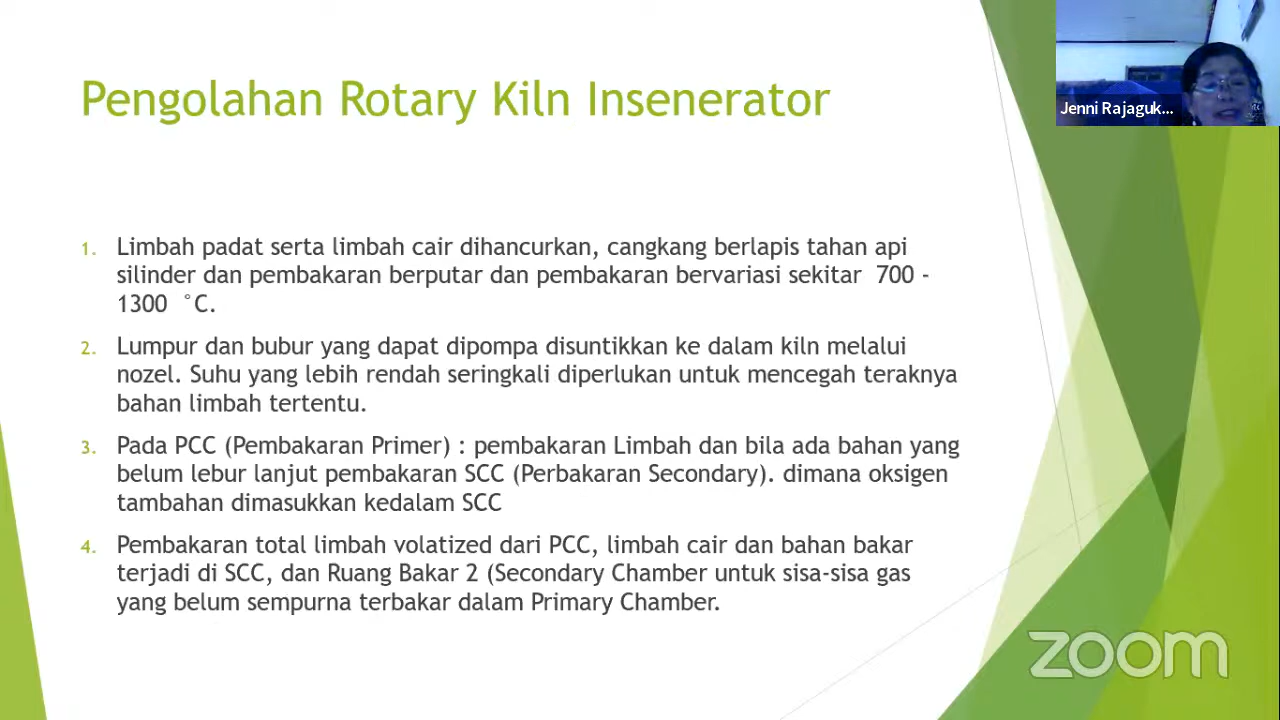 Pengolahan Rotary Kiln Insenerator
Jenni Rajaguk...
1. Limbah padat serta limbah cair dihancurkan, cangkang berlapis tahan api
silinder dan pembakaran berputar dan pembakaran bervariasi sekitar 700 -
1300 °C.
2. Lumpur dan bubur yang dapat dipompa disuntikkan ke dalam kiln melalui
nozel. Suhu yang lebih rendah seringkali diperlukan untuk mencegah teraknya
bahan limbah tertentu.
3. Pada PCC (Pembakaran Primer) : pembakaran Limbah dan bila ada bahan yang
belum lebur lanjut pembakaran SCC (Perbakaran Secondary). dimana oksigen
tambahan dimasukkan kedalam SCC
4. Pembakaran total limbah volatized dari PCC, limbah cair dan bahan bakar
terjadi di SCC, dan Ruang Bakar 2 (Secondary Chamber untuk sisa-sisa gas
yang belum sempurna terbakar dalam Primary Chamber.
zoom